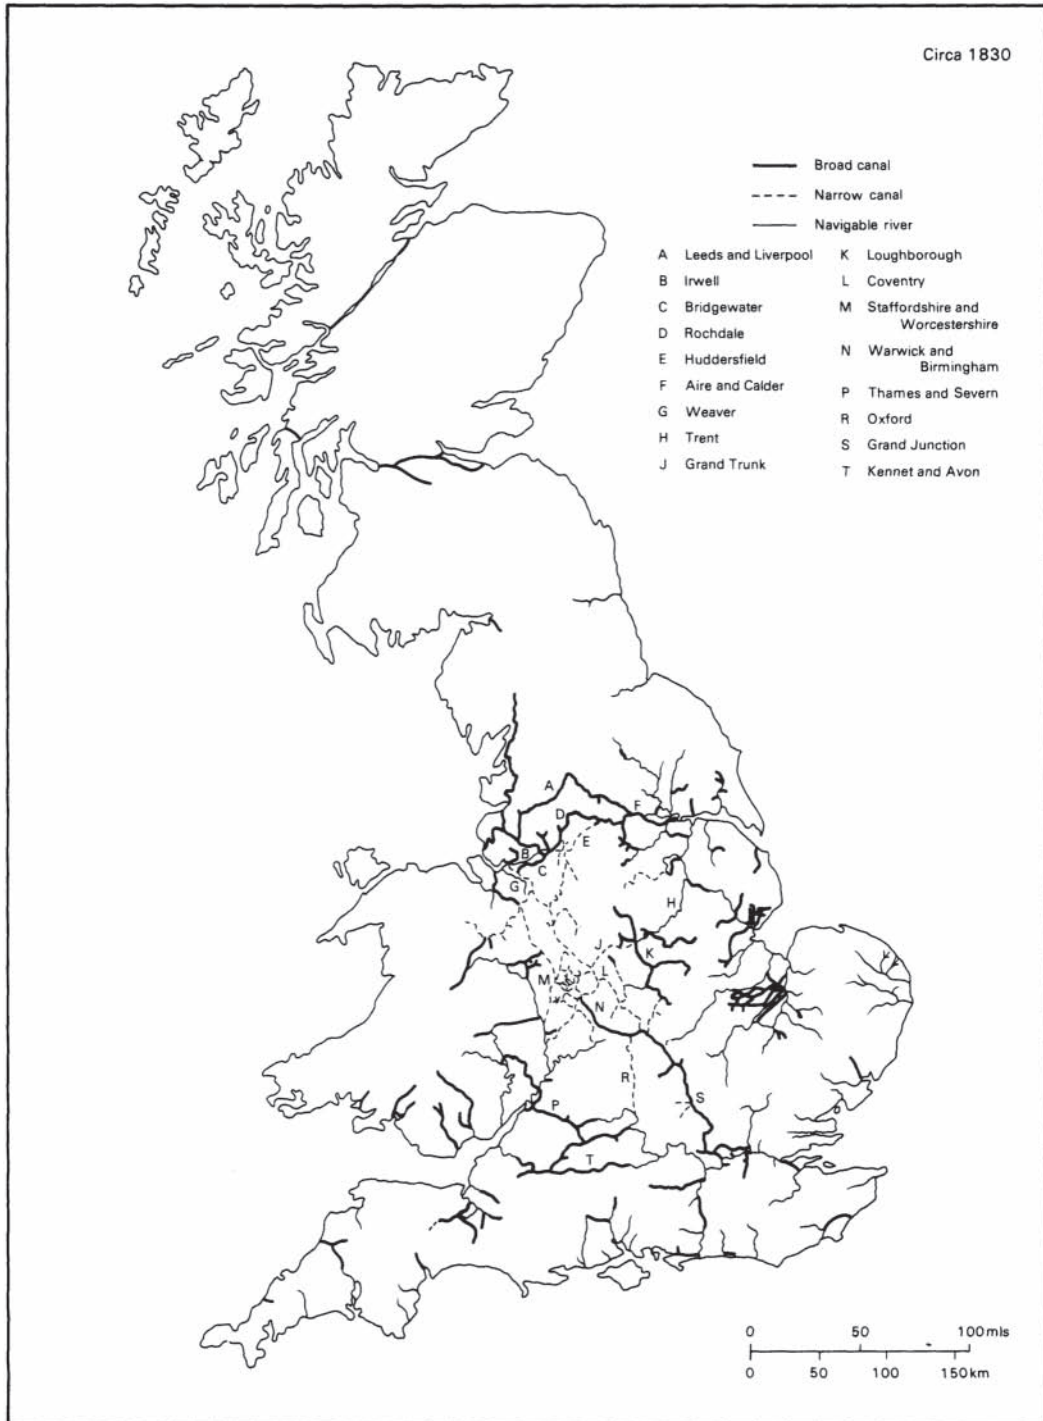 Circa 1830
Broad canal
Narrow canal
Navigable river
A Leeds and Liverpool
B Irwell
C Bridgewater
D Rochdale
E Huddersfield
F Aire and Calder
G Weaver
H Trent
J Grand Trunk
K Loughborough
L Coventry
M Staffordshire and
Worcestershire
N Warwick and
Birmingham
P Thames and Severn
R Oxford
S Grand Junction
T Kennet and Avon
A
F
D
E
B
C
G
H
J
K
L
M
N
R
S
P
T
0 50 100 mls
0 50 100 150 km